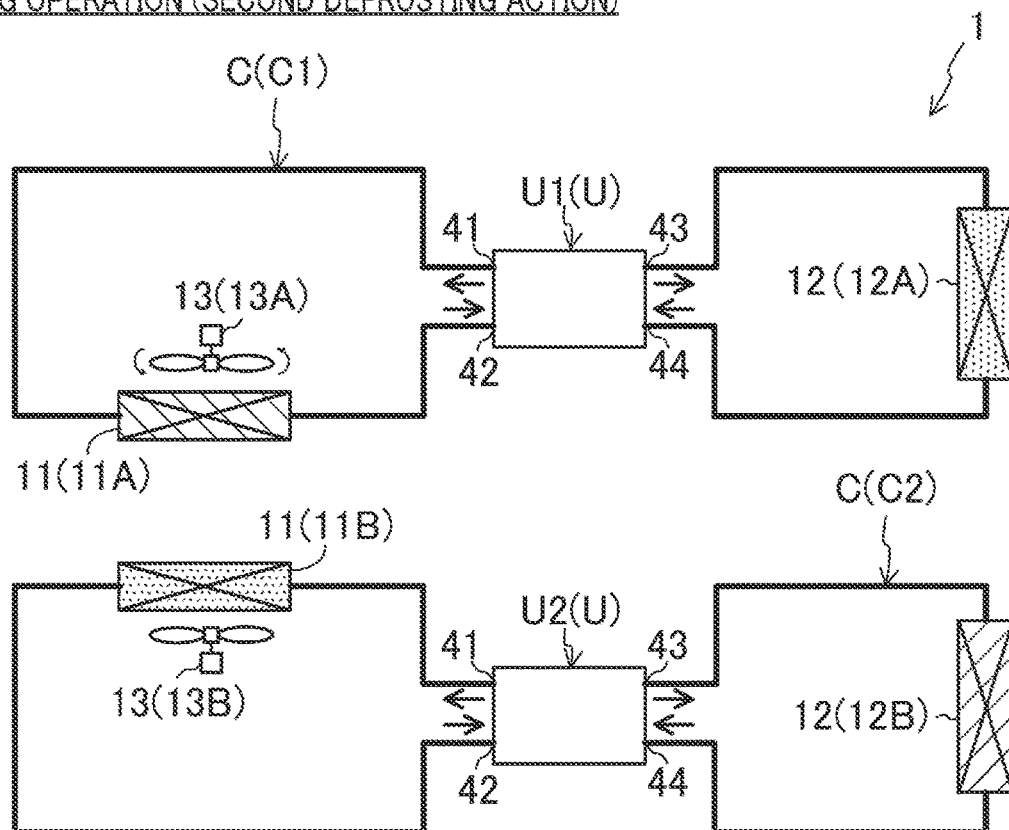 G OPERATION (SECOND DEFROSTING ACTION)
1
C(C1)
U1(U)
41
43
13(13A)
12(12A)
42
44
11(11A)
C(C2)
11(11B)
U2(U)
41
43
13(13B)
12(12B)
42
44